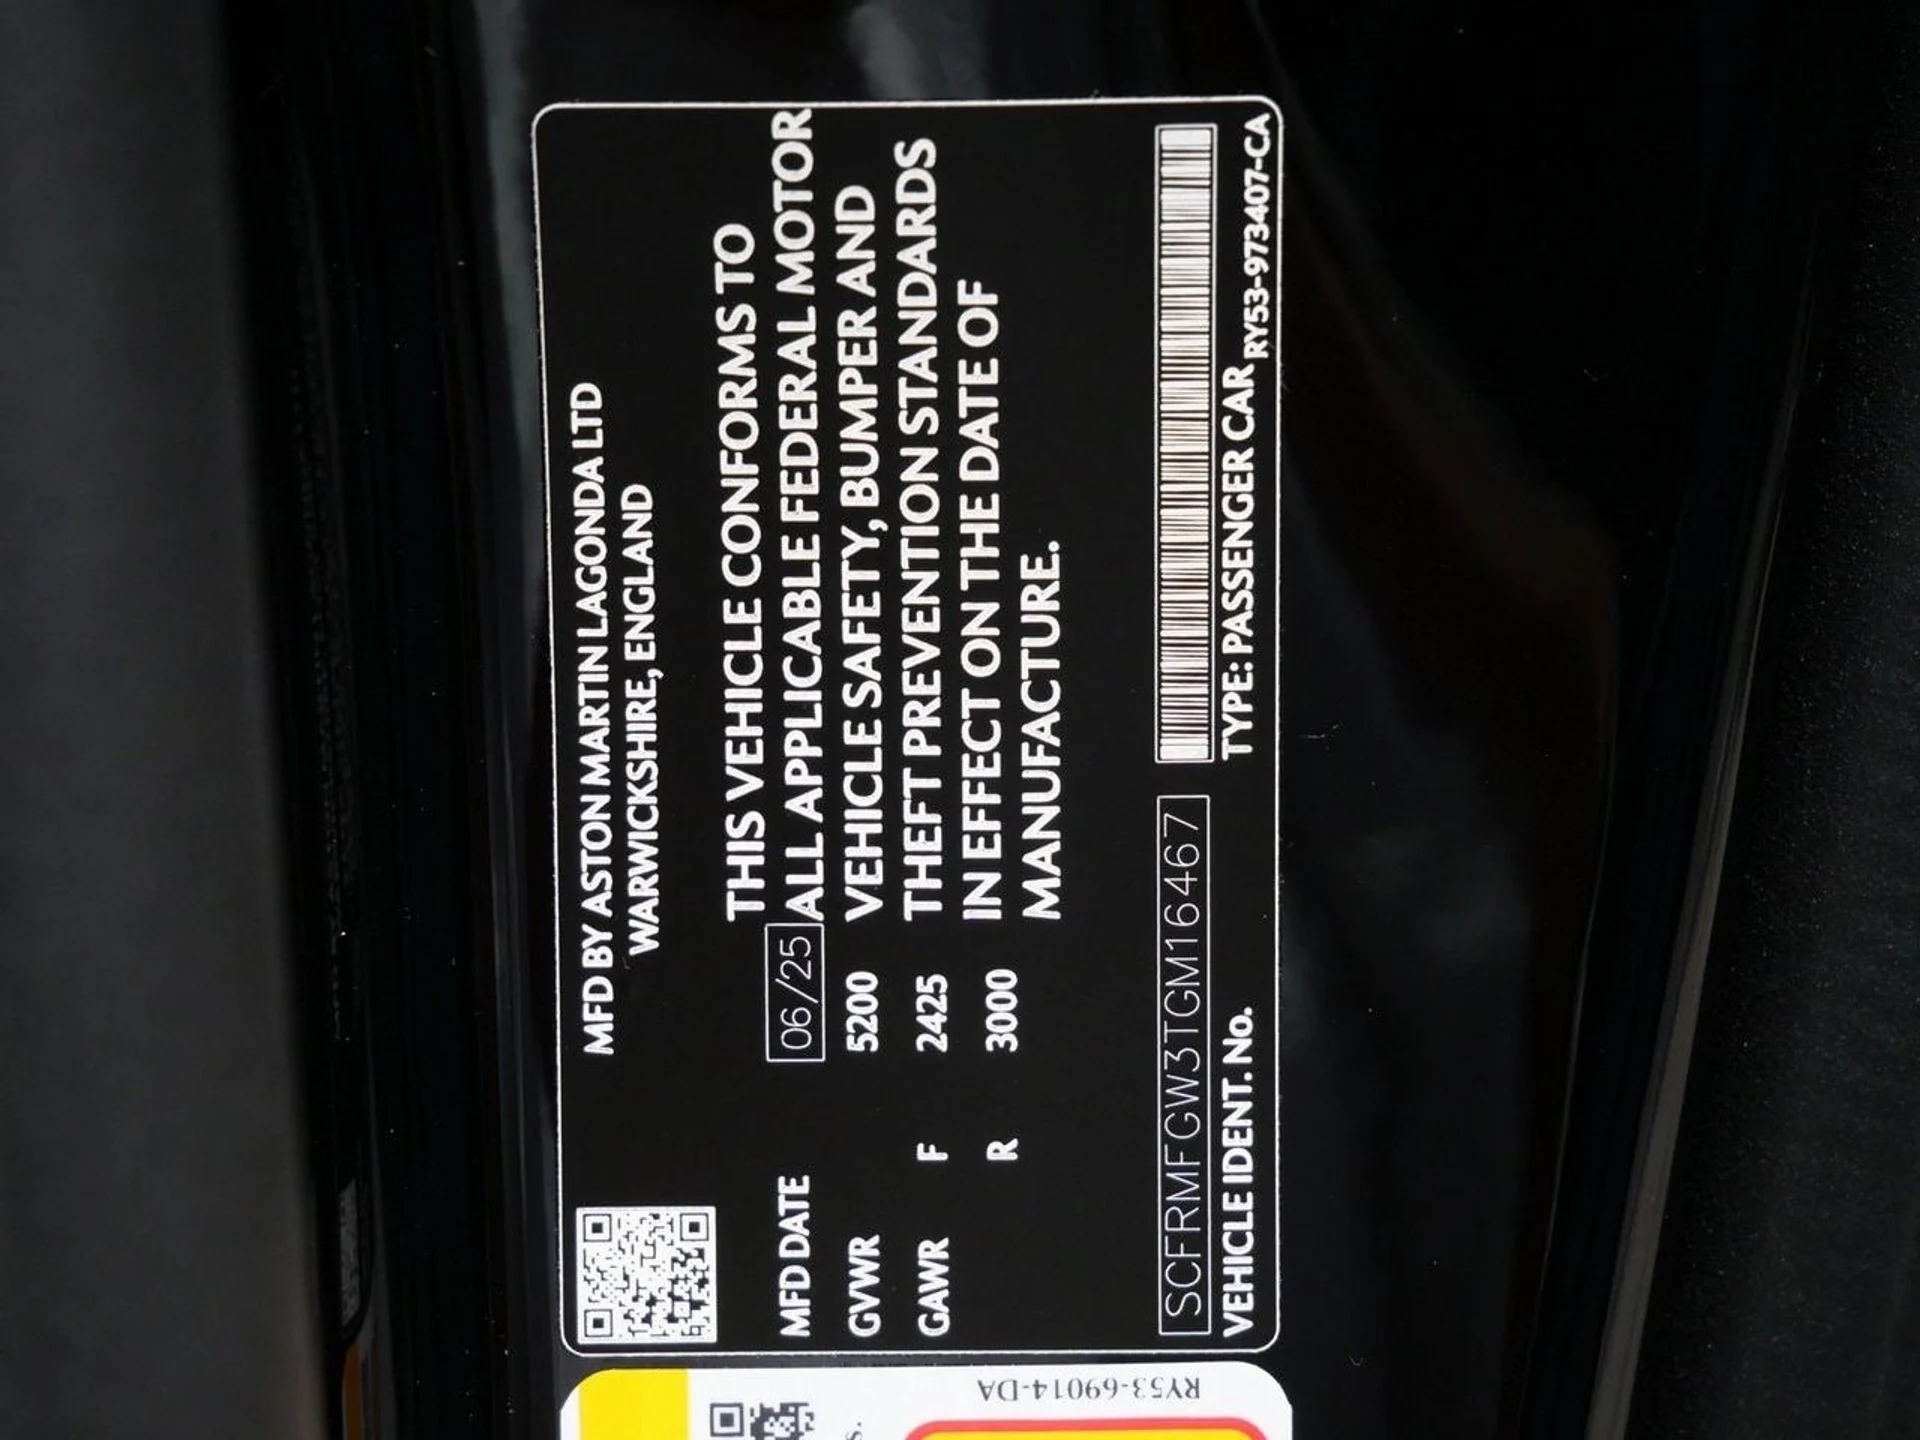 MFD BY ASTON MARTIN LAGONDA LTD
WARWICKSHIRE, ENGLAND
MFD DATE 06/25
GVWR 5200
GAWR F 2425
R 3000
THIS VEHICLE CONFORMS TO
ALL APPLICABLE FEDERAL MOTOR
VEHICLE SAFETY, BUMPER AND
THEFT PREVENTION STANDARDS
IN EFFECT ON THE DATE OF
MANUFACTURE.
SCFRMFGW3TGM16467
VEHICLE IDENT. No.
TYPE: PASSENGER CAR
RY53-973407-CA
RY53-69014-DA
s.